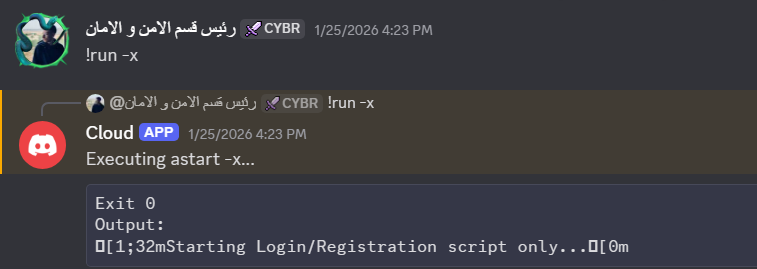 رئيس قسم الامن و الامان CYBR 1/25/2026 4:23 PM
!run -x
@رئيس قسم الامن و الامان CYBR !run -x
Cloud APP 1/25/2026 4:23 PM
Executing astart -x...
Exit 0
Output:
[1;32mStarting Login/Registration script only...[0m